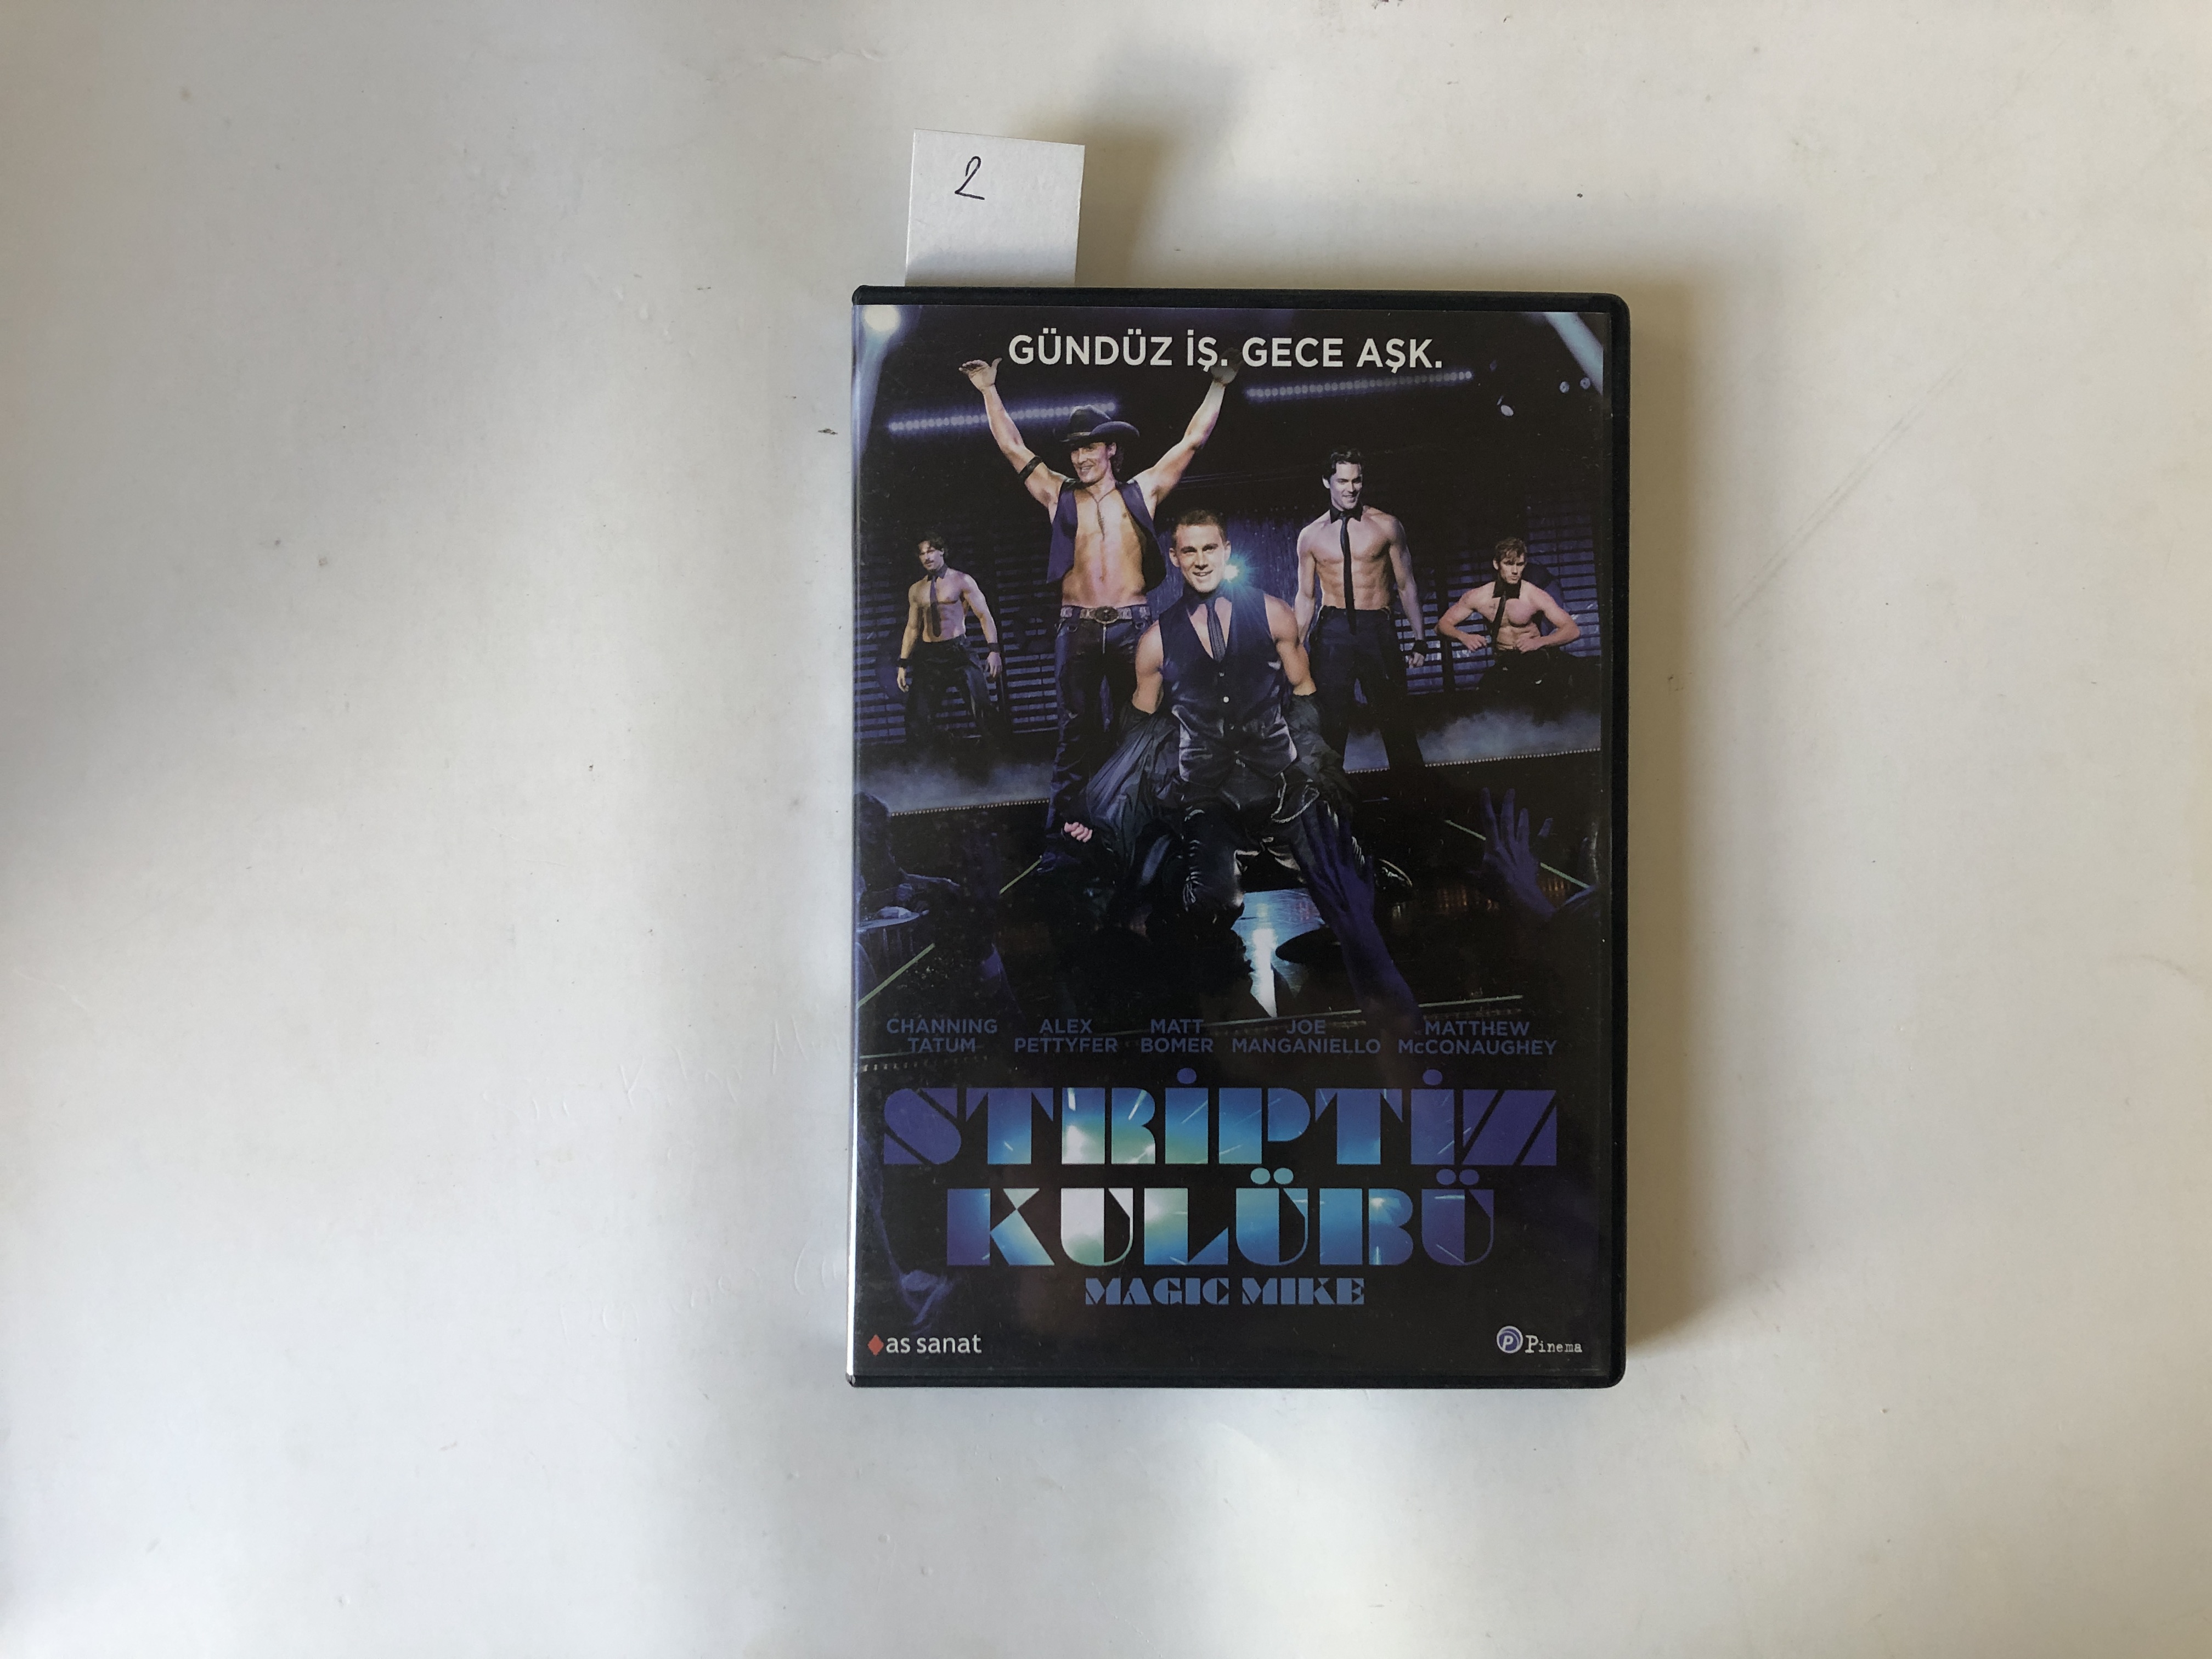 2
GÜNDÜZ İŞ. GECE AŞK.
CHANNING TATUM
ALEX PETTYFER
MATT BOMER
JOE MANGANIELLO
MATTHEW McCONAUGHEY
STRİPTİZ
KULÜBÜ
MAGIC MIKE
as sanat
P Pinema